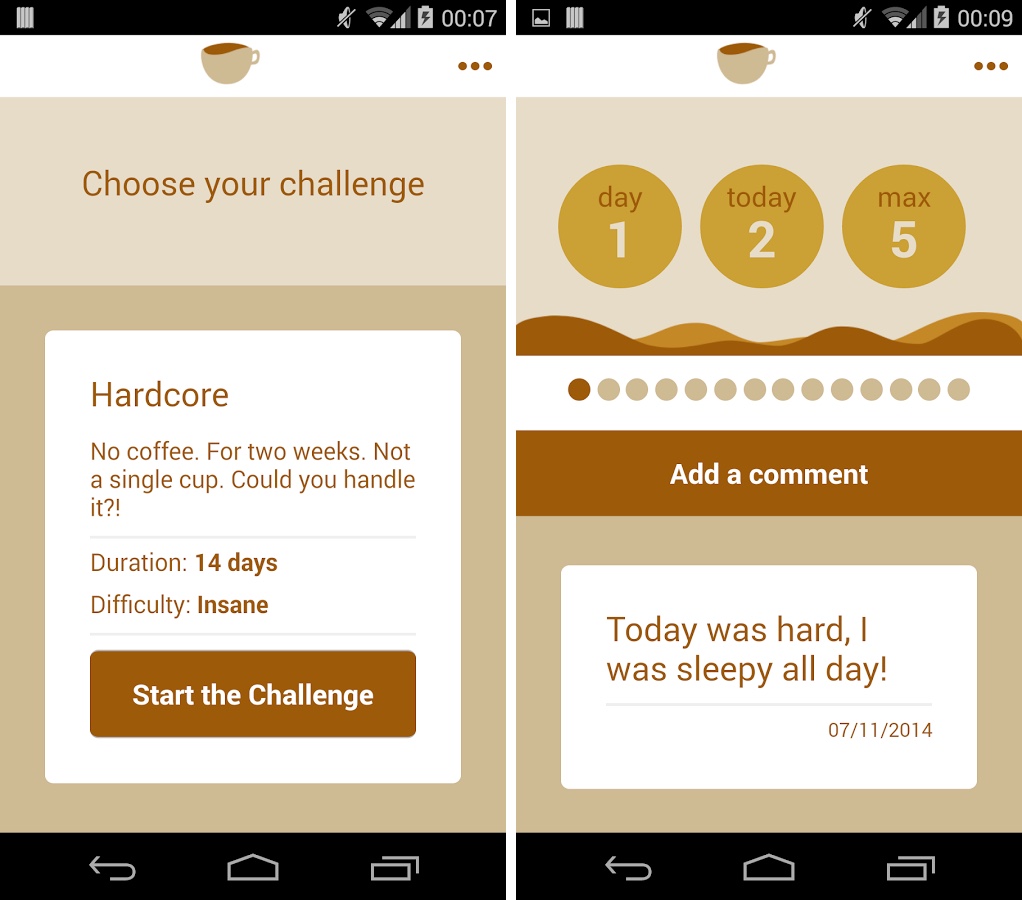 00:07
Choose your challenge
Hardcore
No coffee. For two weeks. Not
a single cup. Could you handle
it?!
Duration: 14 days
Difficulty: Insane
Start the Challenge
00:09
day
1
today
2
max
5
Add a comment
Today was hard, I
was sleepy all day!
07/11/2014